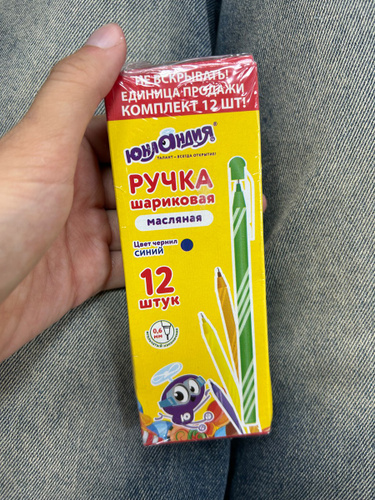 НЕ ВСКРЫВАТЬ!
ЕДИНИЦА ПРОДАЖИ
КОМПЛЕКТ 12 ШТ!
ЮНЛАНДИЯ
ТАЛАНТ • ВСЕГДА ОТКРЫТИЕ!
РУЧКА
шариковая
масляная
Цвет чернил
СИНИЙ
12
штук
0,6
мм
Ю